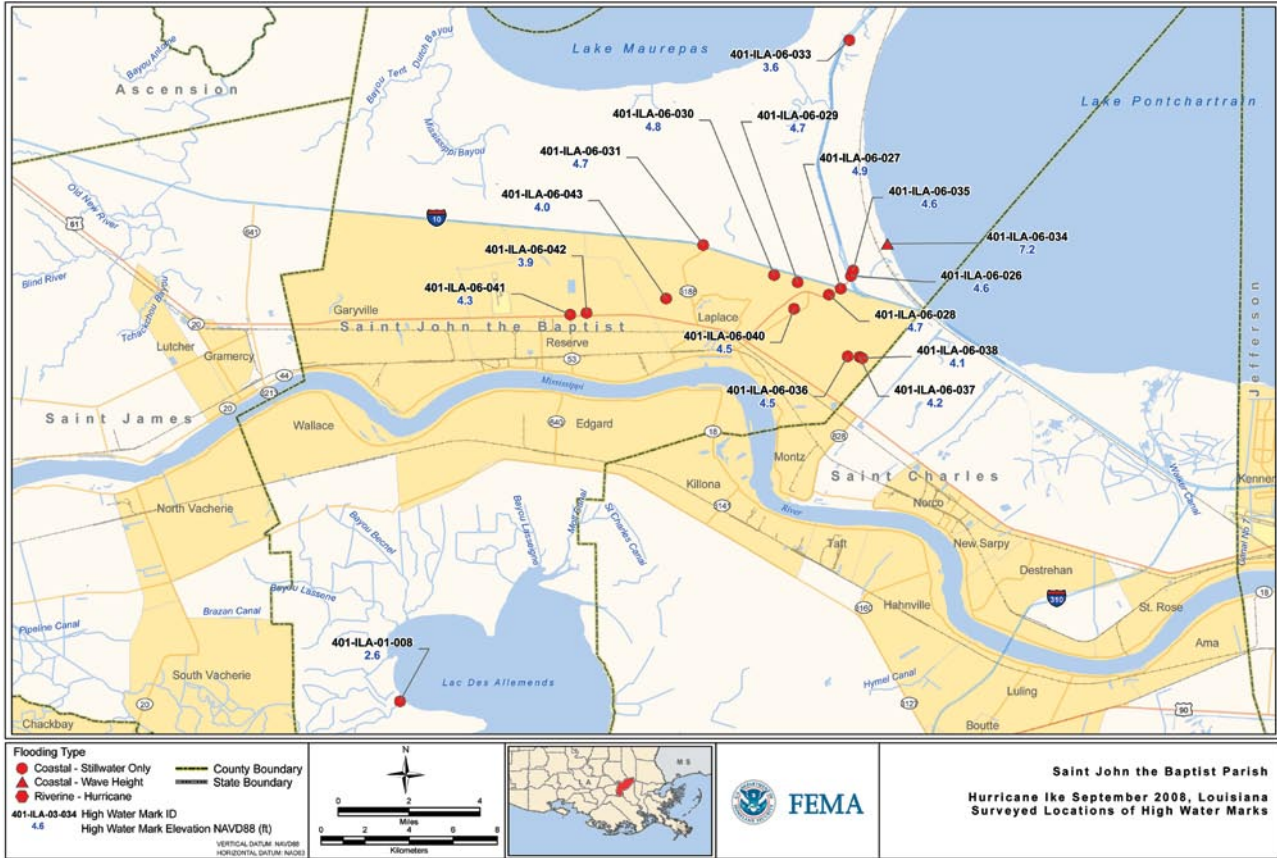 Lake Maurepas
401-ILA-06-033
3.6
Dutch Bayou
Bayou Tent
Bayou Antoine
Ascension
Lake Pontchartrain
401-ILA-06-030
4.8
401-ILA-06-029
4.7
Mississippi Bayou
401-ILA-06-031
4.7
401-ILA-06-027
4.9
401-ILA-06-043
4.0
401-ILA-06-035
4.6
Old New River
61
10
641
401-ILA-06-034
7.2
401-ILA-06-042
3.9
401-ILA-06-026
4.6
Blind River
401-ILA-06-041
4.3
3188
Tchackchou Bayou
Garyville
Laplace
401-ILA-06-028
4.7
Saint John the Baptist
20
Lutcher
Reserve
401-ILA-06-040
4.5
Gramercy
53
401-ILA-06-038
4.1
Jefferson
44
Mississippi
401-ILA-06-036
4.5
401-ILA-06-037
4.2
3213
20
Saint James
Wallace
640
Edgard
18
628
Montz
Saint Charles
Walker Canal
Kenner
Killona
Norco
North Vacherie
3141
River
Bayou Lasseigne
St Charles Canal
Bayou Becnel
New Sarpy
Canal No 7
Taft
Destrehan
Bayou Lassene
310
18
Brazan Canal
3160
Hahnville
St. Rose
Pipeline Canal
401-ILA-01-008
2.6
Ama
South Vacherie
Lac Des Allemends
Hymel Canal
Luling
20
3127
90
Chackbay
Boutte
Flooding Type
Coastal - Stillwater Only
Coastal - Wave Height
Riverine - Hurricane
County Boundary
State Boundary
401-ILA-03-034 High Water Mark ID
4.6 High Water Mark Elevation NAVD88 (ft)
VERTICAL DATUM: NAVD88
HORIZONTAL DATUM: NAD83
N
0 2 4
Miles
0 2 4 6 8
Kilometers
LA
MS
FEMA
Saint John the Baptist Parish
Hurricane Ike September 2008, Louisiana
Surveyed Locations of High Water Marks